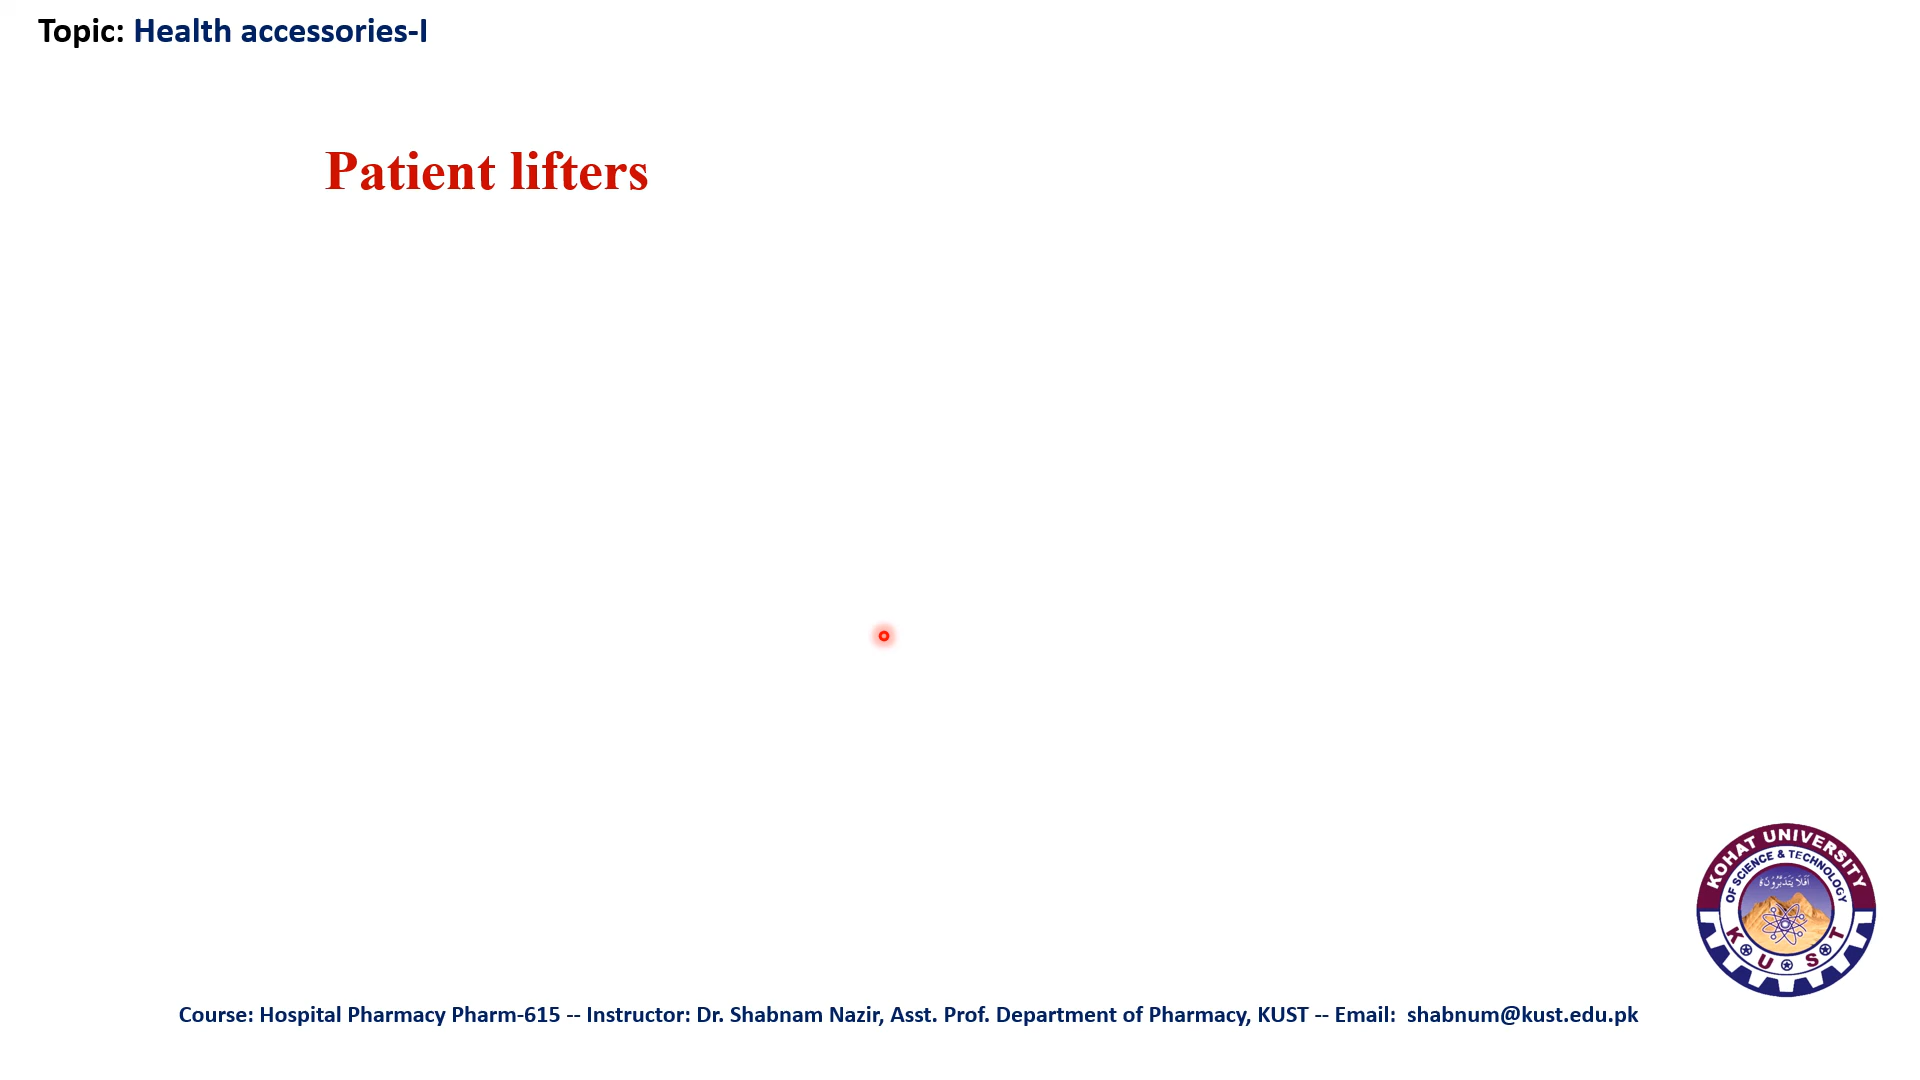 Topic: Health accessories-I
Patient lifters
KOHAT UNIVERSITY
OF SCIENCE & TECHNOLOGY
K U S T
Course: Hospital Pharmacy Pharm-615 -- Instructor: Dr. Shabnam Nazir, Asst. Prof. Department of Pharmacy, KUST -- Email: shabnum@kust.edu.pk